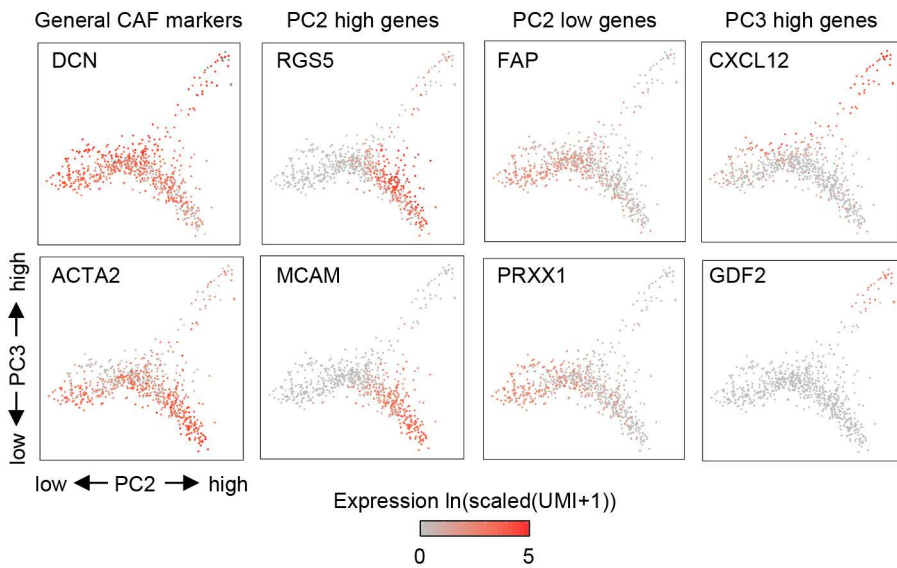 General CAF markers PC2 high genes PC2 low genes PC3 high genes
DCN RGS5 FAP CXCL12
ACTA2 MCAM PRXX1 GDF2
low ← PC3 → high
low ← PC2 → high
Expression ln(scaled(UMI+1))
0 5